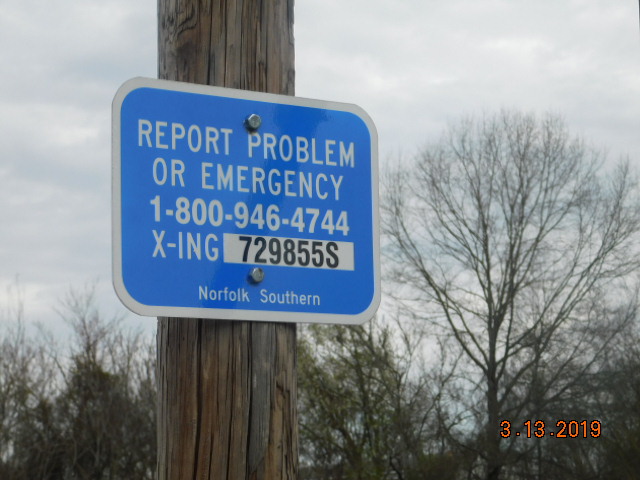 REPORT PROBLEM
OR EMERGENCY
1-800-946-4744
X-ING 729855S
Norfolk Southern
3.13.2019